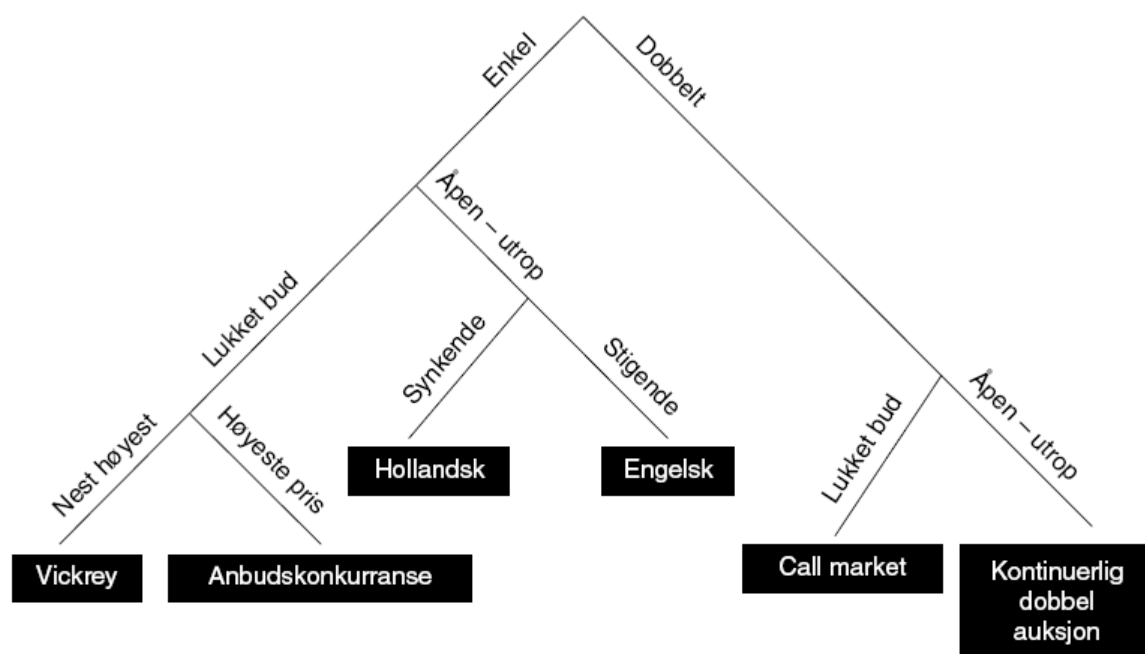 Enkel
Dobbelt
Åpen – utrop
Lukket bud
Synkende
Stigende
Åpen – utrop
Lukket bud
Nest høyest
Høyeste pris
Hollandsk
Engelsk
Vickrey
Anbudskonkurranse
Call market
Kontinuerlig
dobbel
auksjon